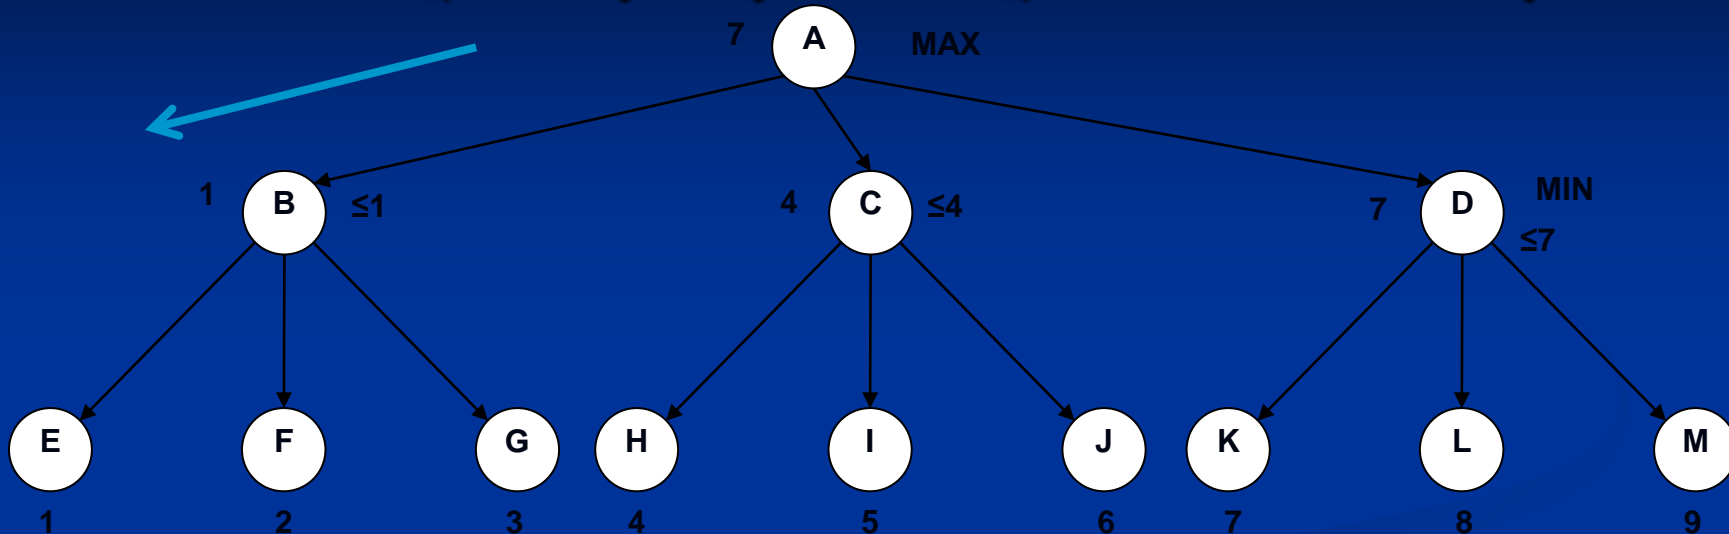 7 A MAX
1 B ≤1 4 C ≤4 7 D MIN
≤7
E F G H I J K L M
1 2 3 4 5 6 7 8 9